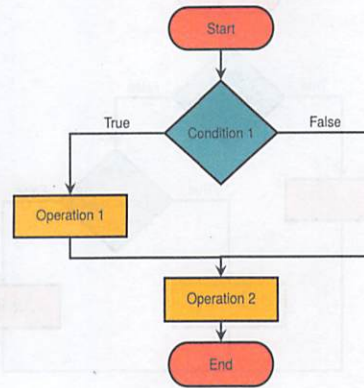 Start
Condition 1
True
False
Operation 1
Operation 2
End